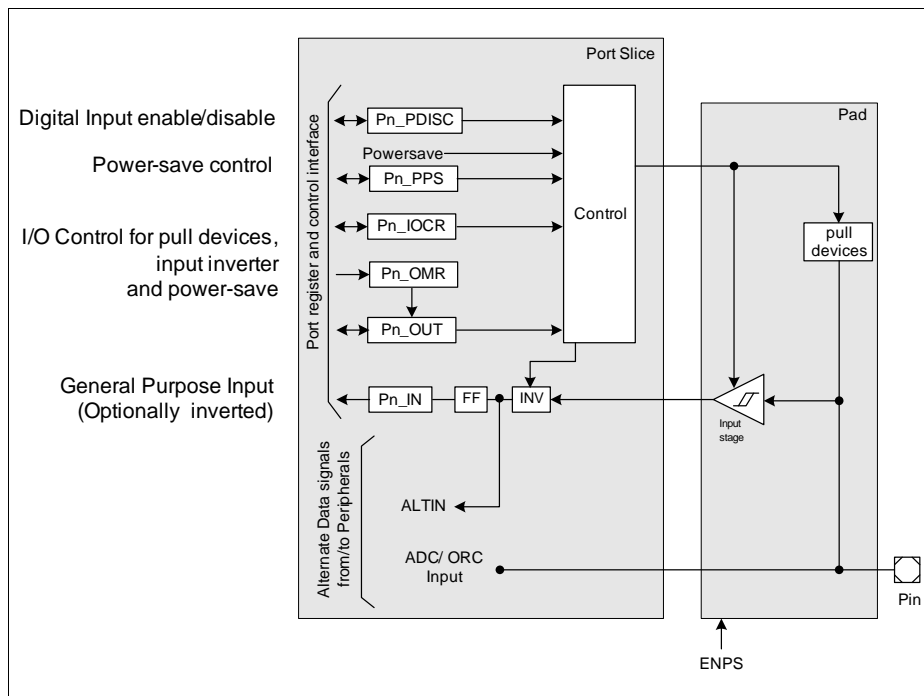 Port Slice
Pad
Digital Input enable/disable
Power-save control
I/O Control for pull devices,
input inverter
and power-save
General Purpose Input
(Optionally inverted)
Port register and control interface
Pn_PDISC
Powersave
Pn_PPS
Pn_IOCR
Pn_OMR
Pn_OUT
Pn_IN
FF
INV
Control
pull
devices
Input
stage
Alternate Data signals
from/to Peripherals
ALTIN
ADC/ ORC
Input
Pin
ENPS